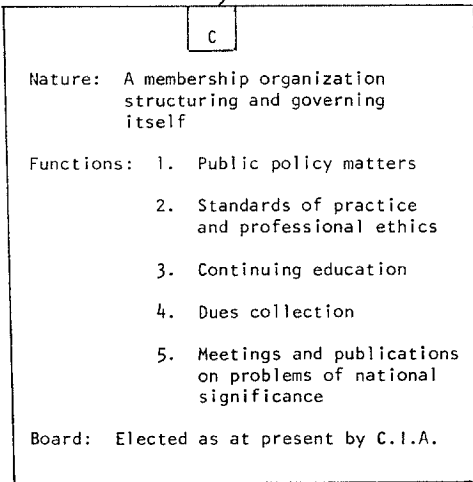 C
Nature: A membership organization
structuring and governing
itself
Functions: 1. Public policy matters
2. Standards of practice
and professional ethics
3. Continuing education
4. Dues collection
5. Meetings and publications
on problems of national
significance
Board: Elected as at present by C.I.A.